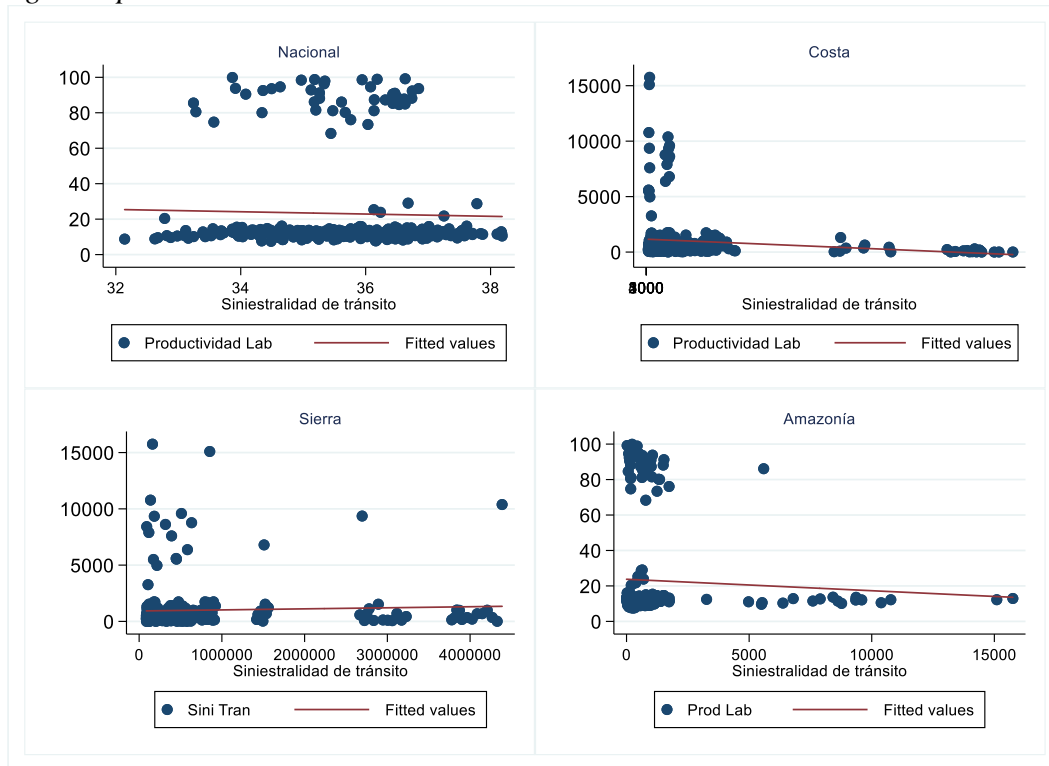 Nacional
100
80
60
40
20
0
32 34 36 38
Siniestralidad de tránsito
Productividad Lab Fitted values
Costa
15000
10000
5000
0
Siniestralidad de tránsito
Productividad Lab Fitted values
Sierra
15000
10000
5000
0
0 1000000 2000000 3000000 4000000
Siniestralidad de tránsito
Sini Tran Fitted values
Amazonía
100
80
60
40
20
0
0 5000 10000 15000
Siniestralidad de tránsito
Prod Lab Fitted values